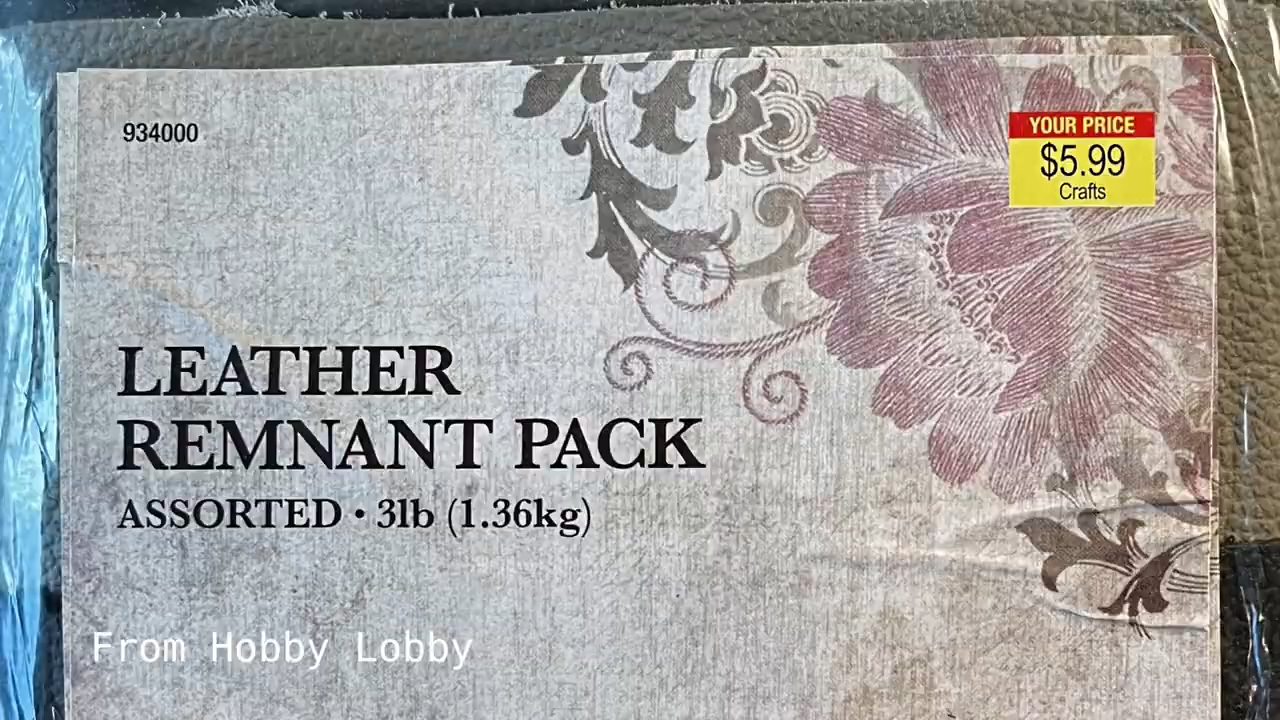 934000
YOUR PRICE
$5.99
Crafts
LEATHER
REMNANT PACK
ASSORTED • 3lb (1.36kg)
From Hobby Lobby